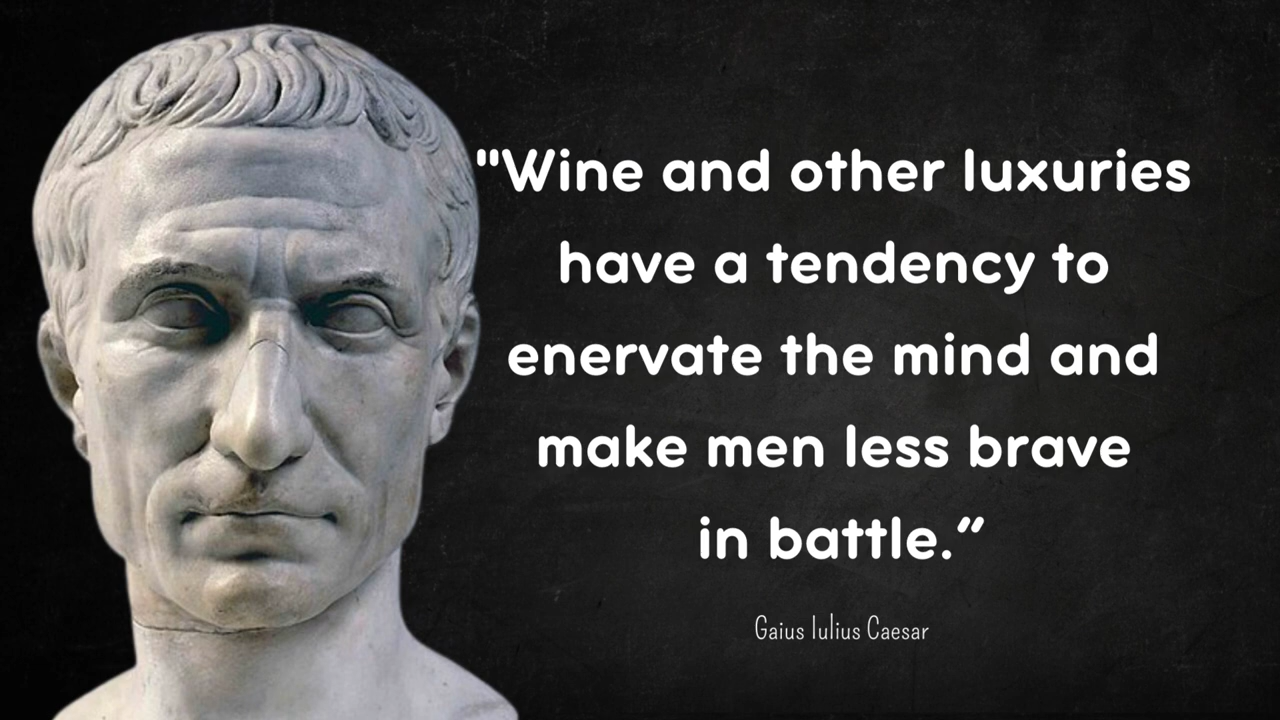 "Wine and other luxuries
have a tendency to
enervate the mind and
make men less brave
in battle.“
Gaius Iulius Caesar